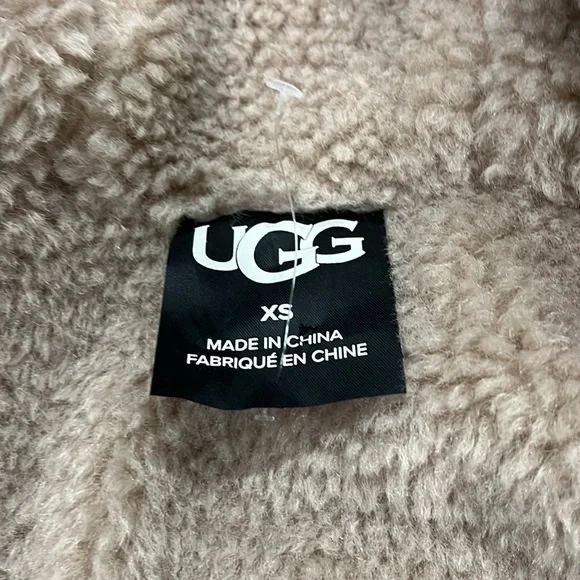 UGG
XS
MADE IN CHINA
FABRIQUÉ EN CHINE